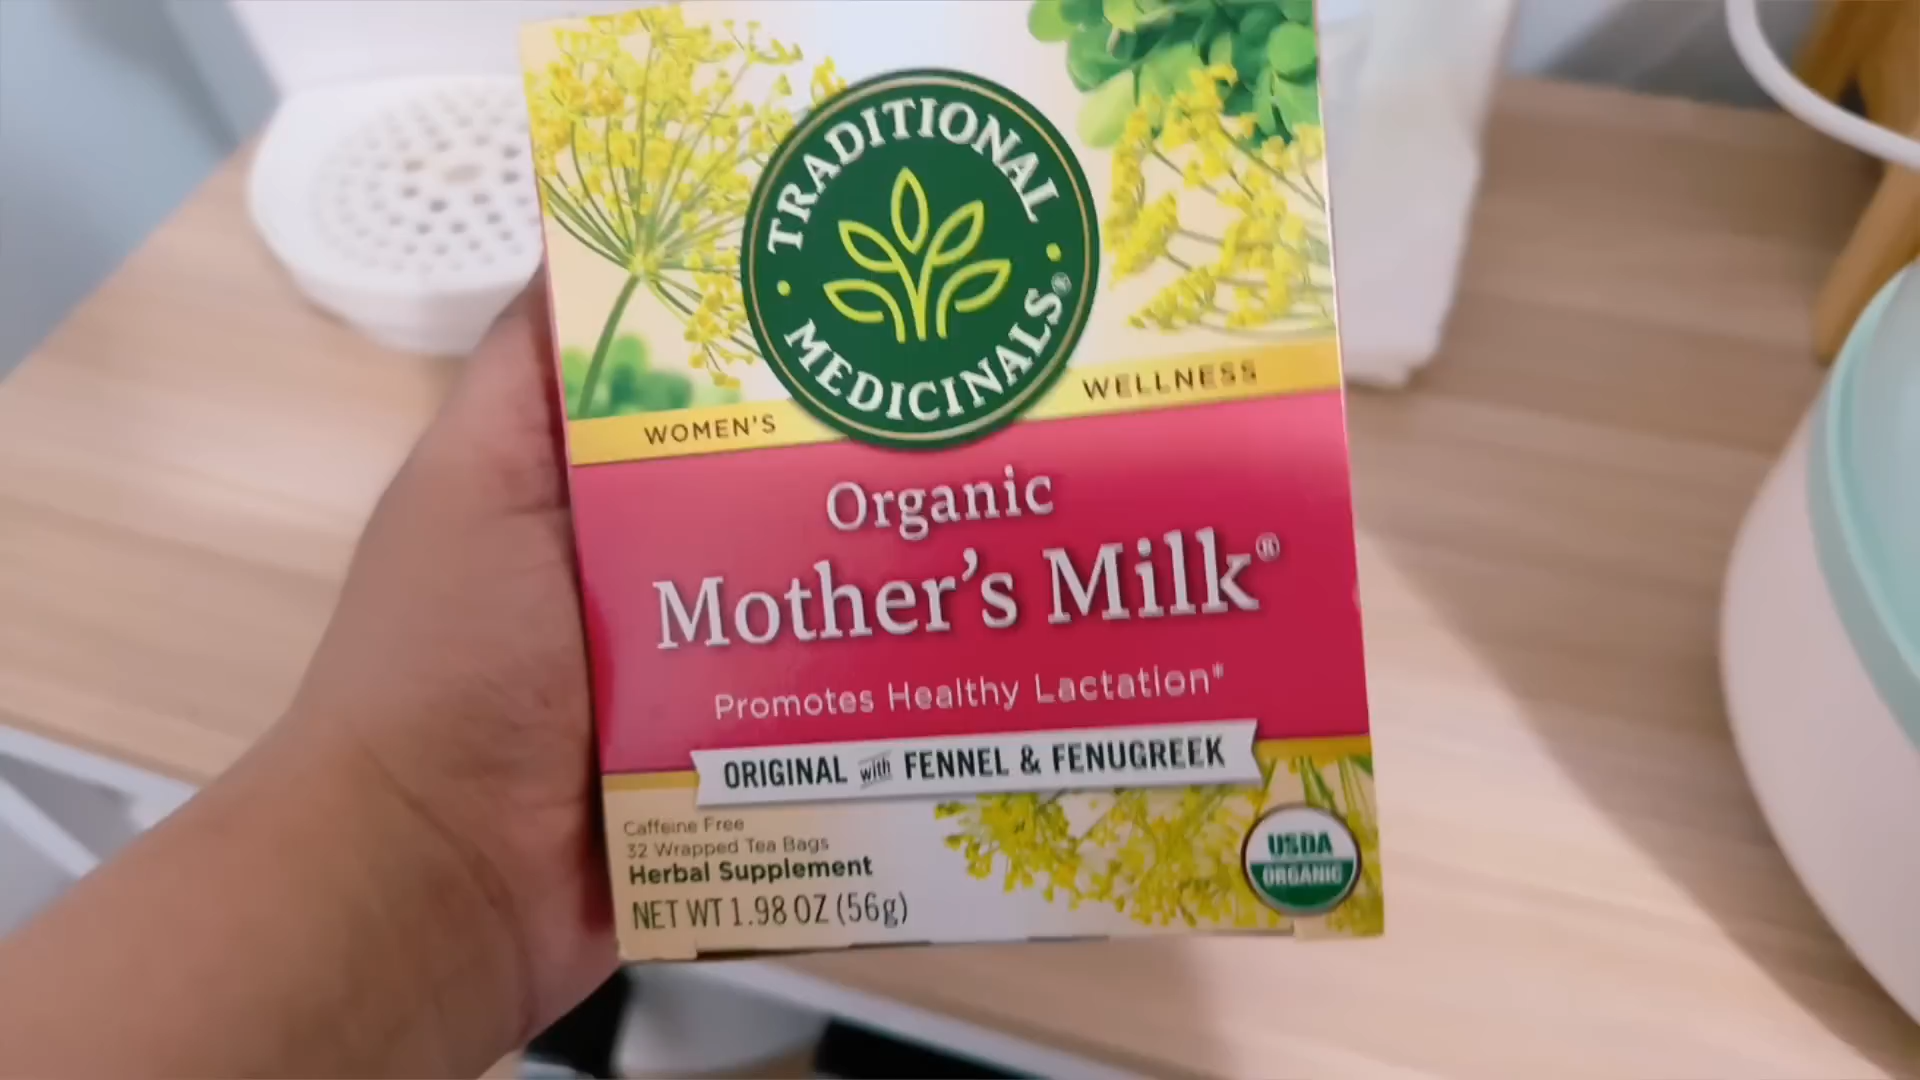 TRADITIONAL
MEDICINALS®
WOMEN'S WELLNESS
Organic
Mother's Milk®
Promotes Healthy Lactation*
ORIGINAL with FENNEL & FENUGREEK
Caffeine Free
32 Wrapped Tea Bags
Herbal Supplement
NET WT 1.98 OZ (56g)
USDA
ORGANIC